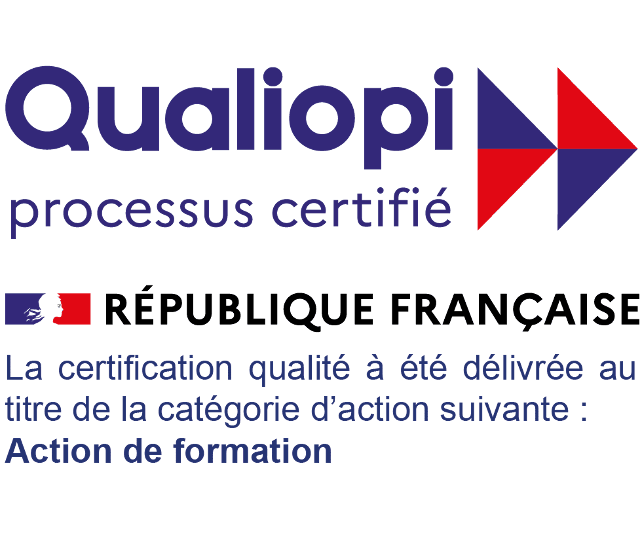 Qualiopi
processus certifié
RÉPUBLIQUE FRANÇAISE
La certification qualité à été délivrée au
titre de la catégorie d’action suivante :
Action de formation